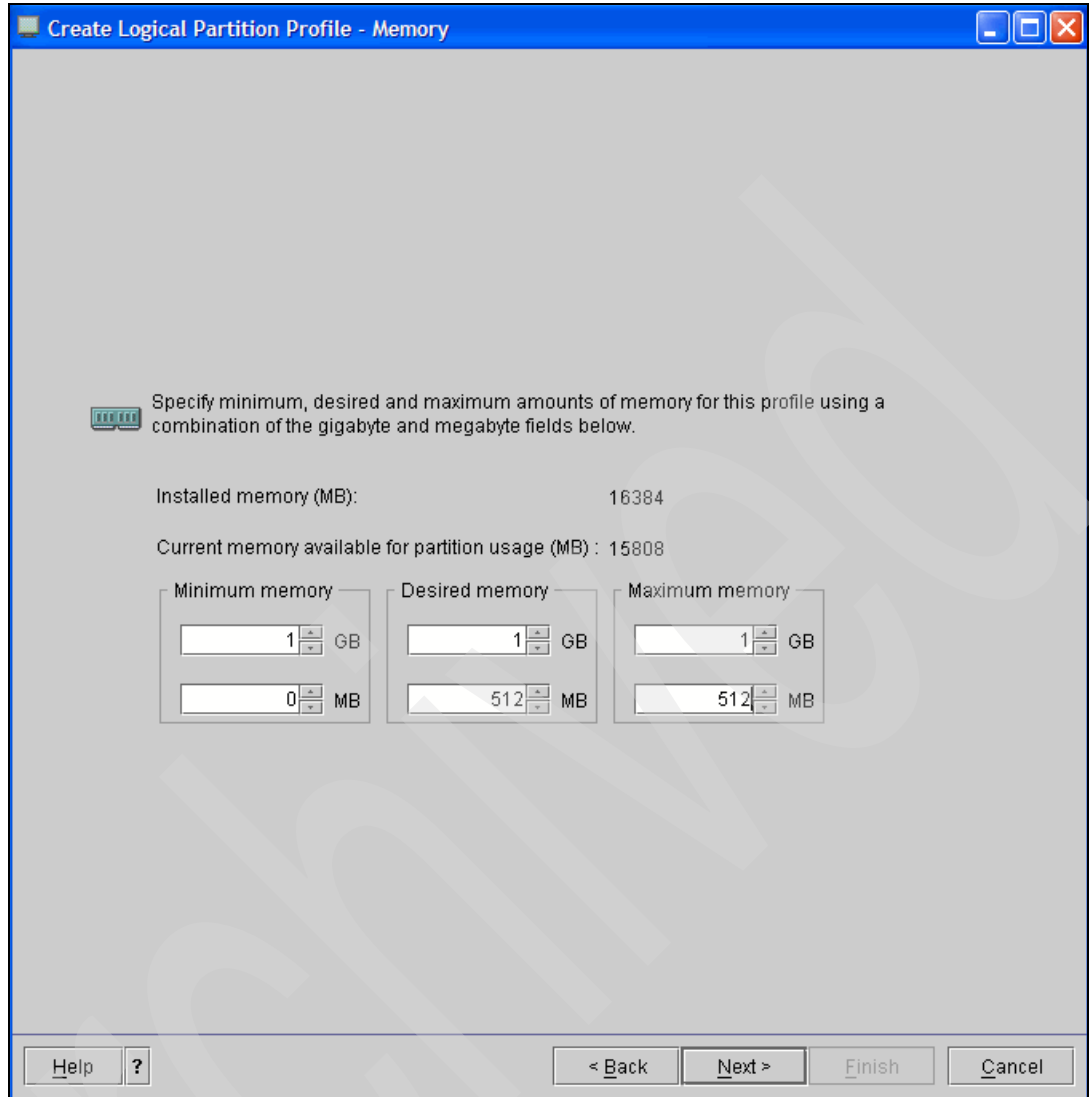 Create Logical Partition Profile - Memory
Specify minimum, desired and maximum amounts of memory for this profile using a
combination of the gigabyte and megabyte fields below.
Installed memory (MB): 16384
Current memory available for partition usage (MB) : 15808
Minimum memory Desired memory Maximum memory
1 GB 1 GB 1 GB
0 MB 512 MB 512 MB
Help ? < Back Next > Finish Cancel